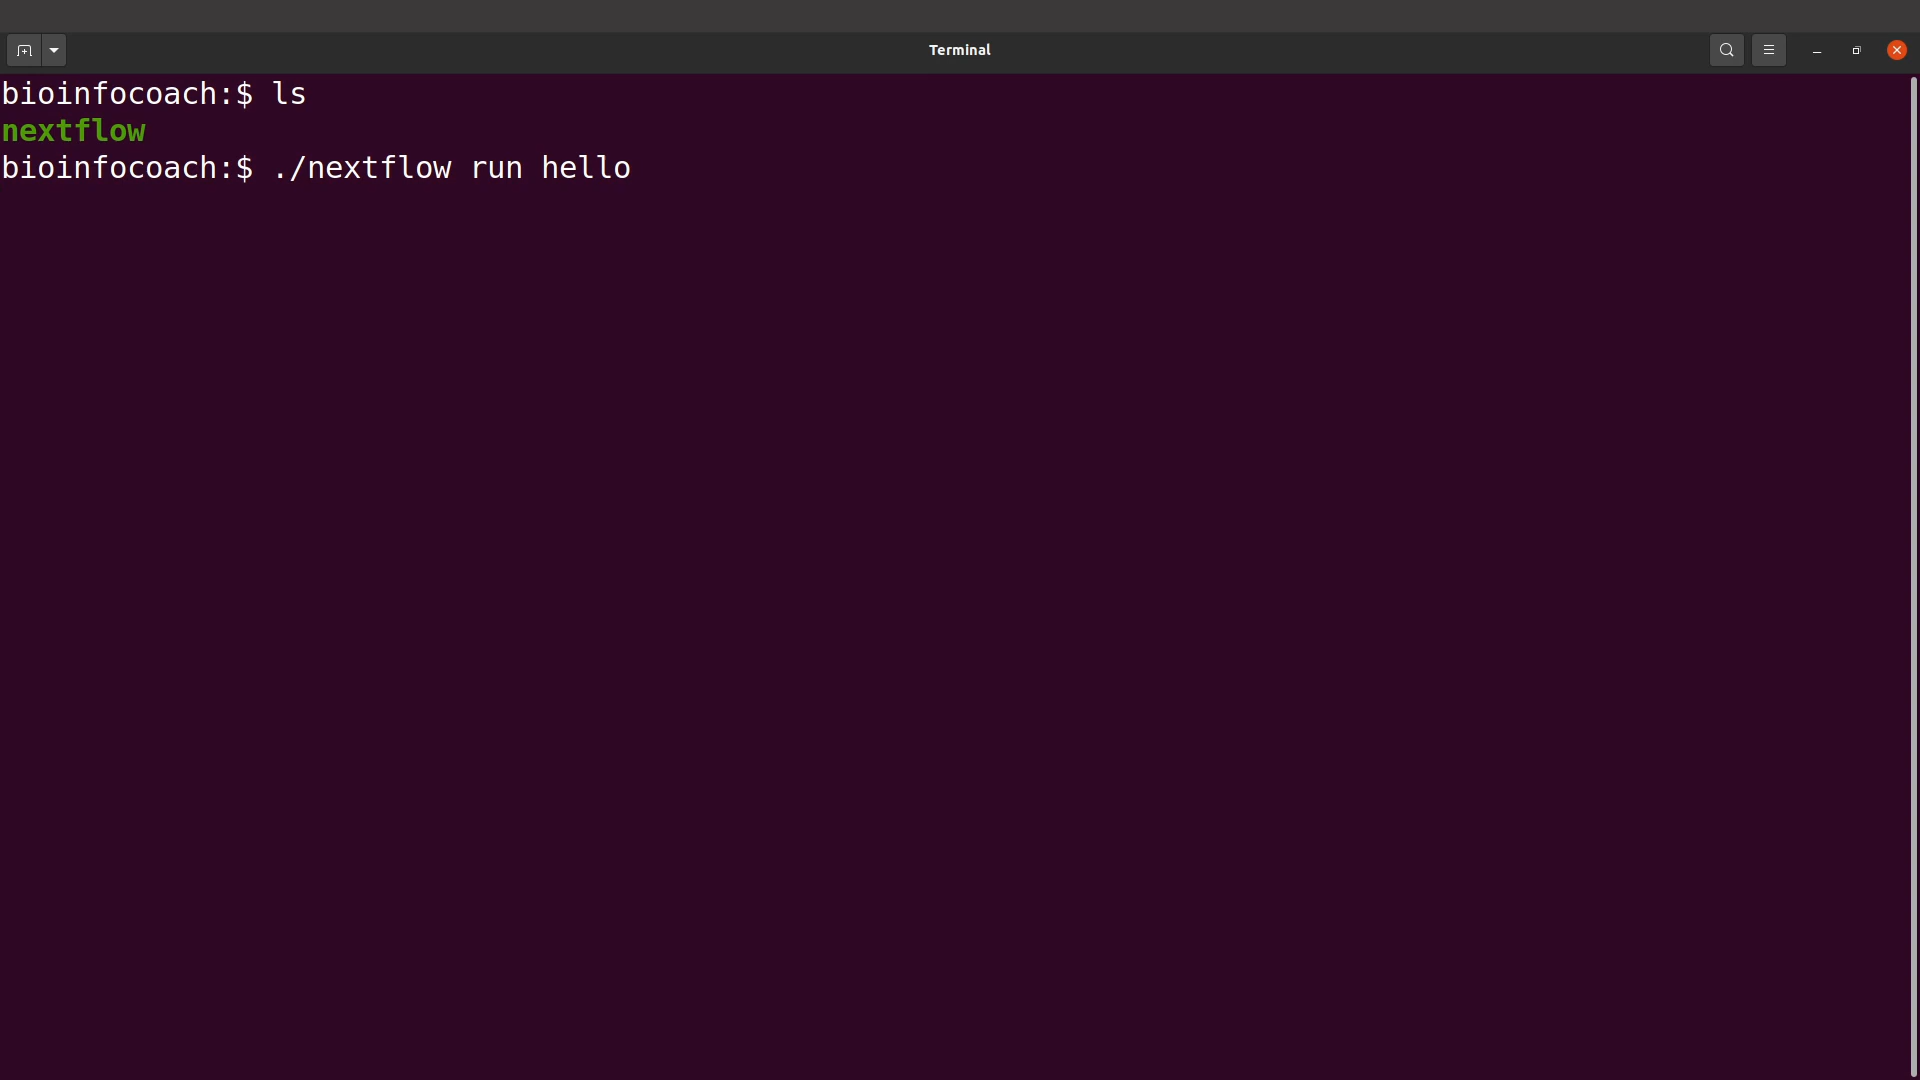 Terminal
bioinfocoach:$ ls
nextflow
bioinfocoach:$ ./nextflow run hello